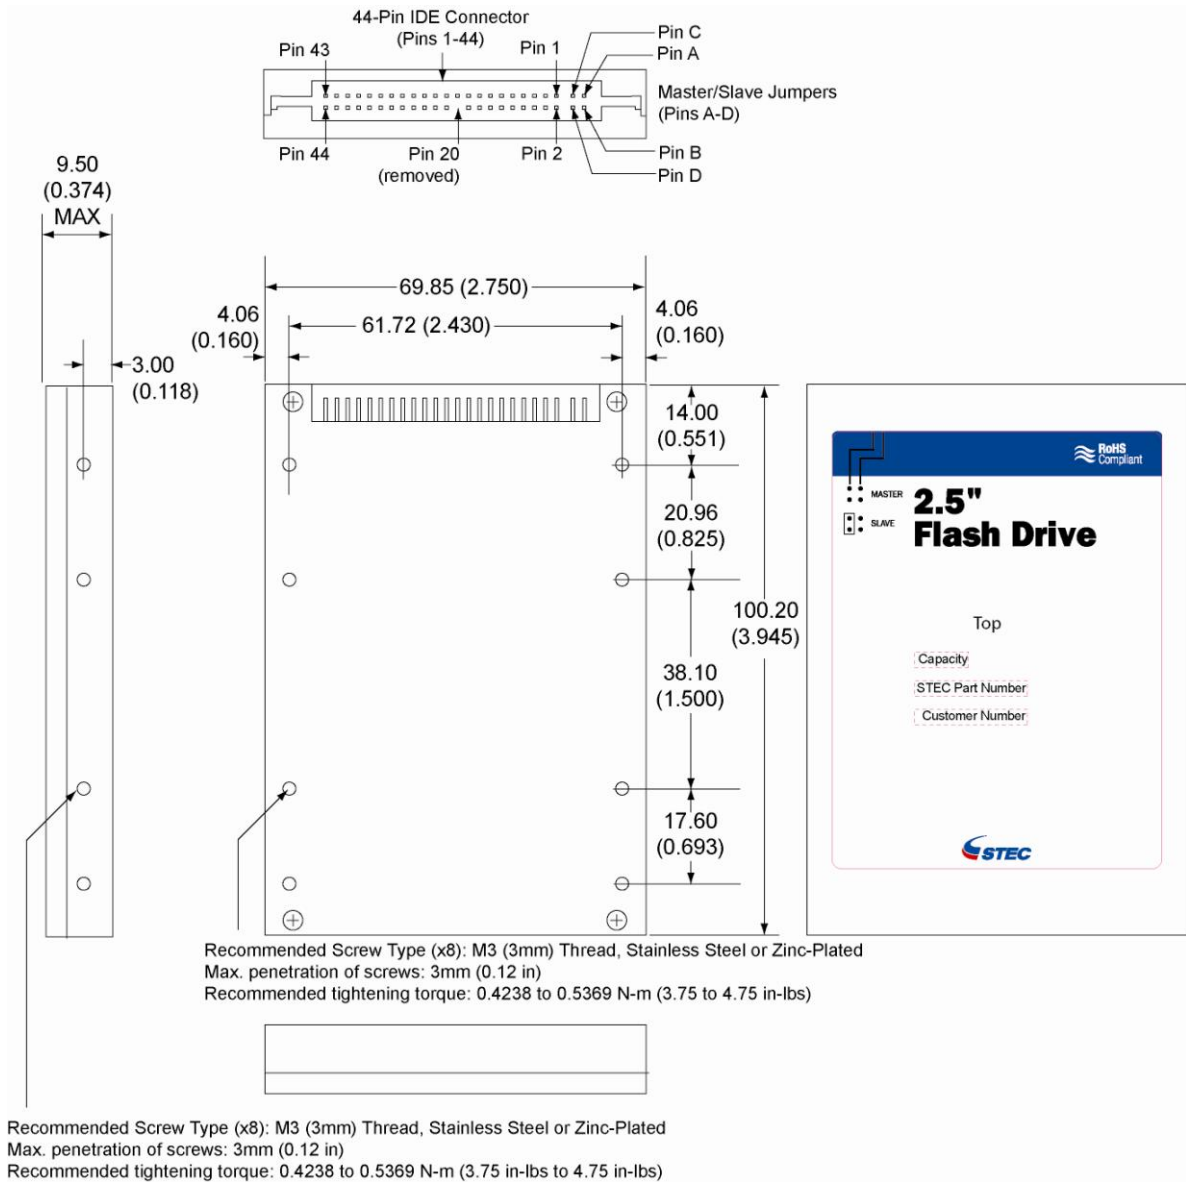 44-Pin IDE Connector
(Pins 1-44)
Pin 43
Pin 1
Pin C
Pin A
Master/Slave Jumpers
(Pins A-D)
Pin 44
Pin 20
(removed)
Pin 2
Pin B
Pin D
9.50
(0.374)
MAX
3.00
(0.118)
69.85 (2.750)
4.06
(0.160)
61.72 (2.430)
4.06
(0.160)
14.00
(0.551)
20.96
(0.825)
38.10
(1.500)
17.60
(0.693)
100.20
(3.945)
RoHS
Compliant
MASTER
SLAVE
2.5"
Flash Drive
Top
Capacity
STEC Part Number
Customer Number
STEC
Recommended Screw Type (x8): M3 (3mm) Thread, Stainless Steel or Zinc-Plated
Max. penetration of screws: 3mm (0.12 in)
Recommended tightening torque: 0.4238 to 0.5369 N-m (3.75 to 4.75 in-lbs)
Recommended Screw Type (x8): M3 (3mm) Thread, Stainless Steel or Zinc-Plated
Max. penetration of screws: 3mm (0.12 in)
Recommended tightening torque: 0.4238 to 0.5369 N-m (3.75 in-lbs to 4.75 in-lbs)